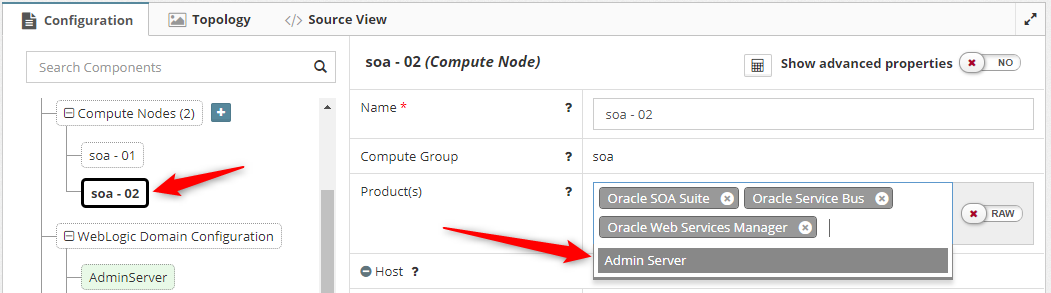 Configuration
Topology
</> Source View
Search Components
Compute Nodes (2)
soa - 01
soa - 02
WebLogic Domain Configuration
AdminServer
soa - 02 (Compute Node)
Show advanced properties
NO
Name * ?
soa - 02
Compute Group ?
soa
Product(s) ?
Oracle SOA Suite
Oracle Service Bus
Oracle Web Services Manager
RAW
Admin Server
Host ?